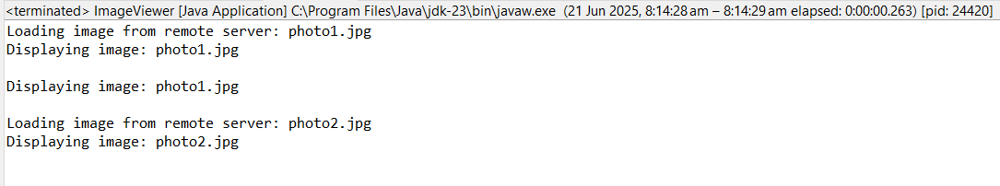 <terminated> ImageViewer [Java Application] C:\Program Files\Java\jdk-23\bin\javaw.exe  (21 Jun 2025, 8:14:28 am – 8:14:29 am elapsed: 0:00:00.263) [pid: 24420]
Loading image from remote server: photo1.jpg
Displaying image: photo1.jpg
Displaying image: photo1.jpg
Loading image from remote server: photo2.jpg
Displaying image: photo2.jpg